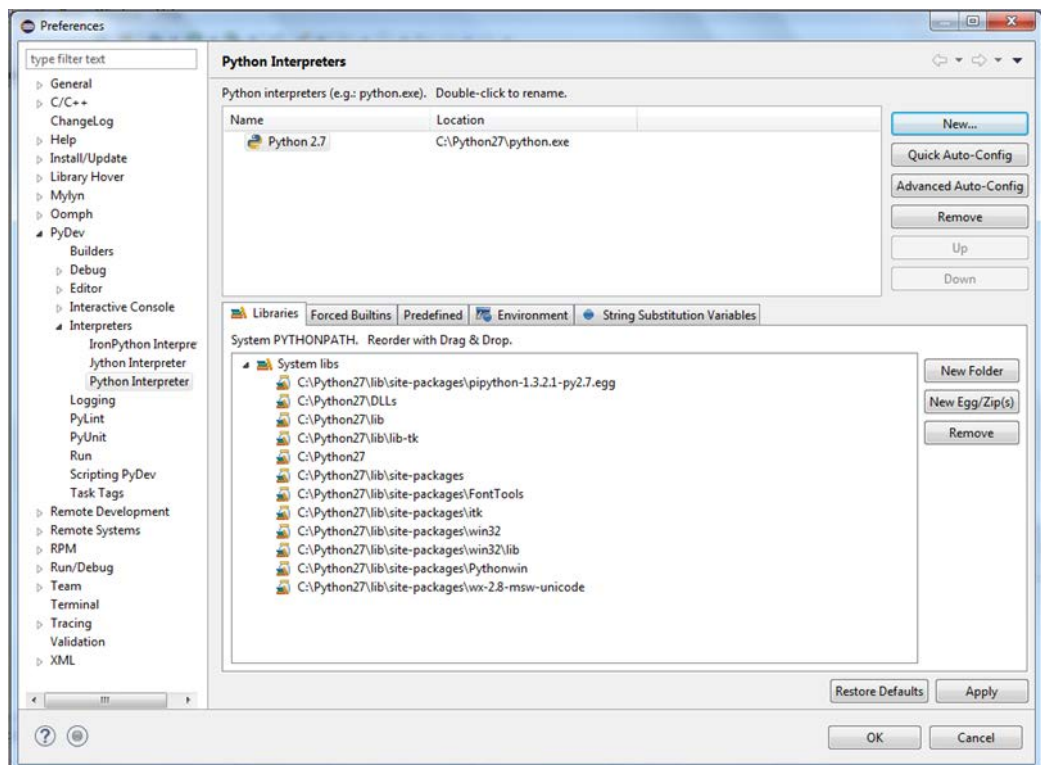 Preferences
type filter text
General
C/C++
ChangeLog
Help
Install/Update
Library Hover
Mylyn
Oomph
PyDev
Builders
Debug
Editor
Interactive Console
Interpreters
IronPython Interpre
Jython Interpreter
Python Interpreter
Logging
PyLint
PyUnit
Run
Scripting PyDev
Task Tags
Remote Development
Remote Systems
RPM
Run/Debug
Team
Terminal
Tracing
Validation
XML
Python Interpreters
Python interpreters (e.g.: python.exe).   Double-click to rename.
Name Location
Python 2.7 C:\Python27\python.exe
New...
Quick Auto-Config
Advanced Auto-Config
Remove
Up
Down
Libraries Forced Builtins Predefined Environment String Substitution Variables
System PYTHONPATH.   Reorder with Drag & Drop.
System libs
C:\Python27\lib\site-packages\pipython-1.3.2.1-py2.7.egg
C:\Python27\DLLs
C:\Python27\lib
C:\Python27\lib\lib-tk
C:\Python27
C:\Python27\lib\site-packages
C:\Python27\lib\site-packages\FontTools
C:\Python27\lib\site-packages\itk
C:\Python27\lib\site-packages\win32
C:\Python27\lib\site-packages\win32\lib
C:\Python27\lib\site-packages\Pythonwin
C:\Python27\lib\site-packages\wx-2.8-msw-unicode
New Folder
New Egg/Zip(s)
Remove
Restore Defaults Apply
OK Cancel